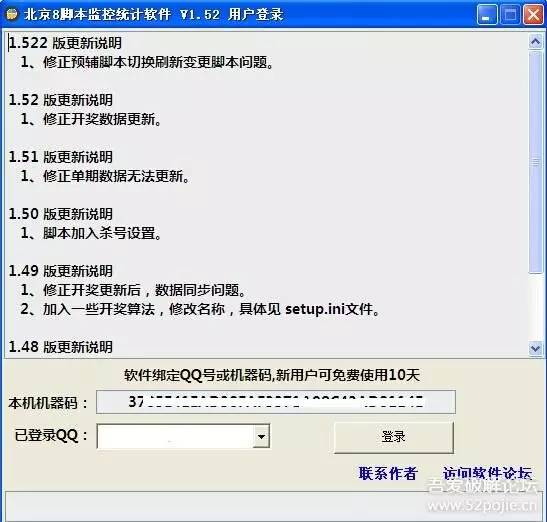 北京8脚本监控统计软件 V1.52 用户登录
1.522 版更新说明
1、修正预辅脚本切换刷新变更脚本问题。
1.52 版更新说明
1、修正开奖数据更新。
1.51 版更新说明
1、修正单期数据无法更新。
1.50 版更新说明
1、脚本加入杀号设置。
1.49 版更新说明
1、修正开奖更新后，数据同步问题。
2、加入一些开奖算法，修改名称，具体见 setup.ini文件。
1.48 版更新说明
软件绑定QQ号或机器码,新用户可免费使用10天
本机机器码：
已登录QQ：
登录
联系作者 访问软件论坛
吾爱破解论坛
www.52pojie.cn